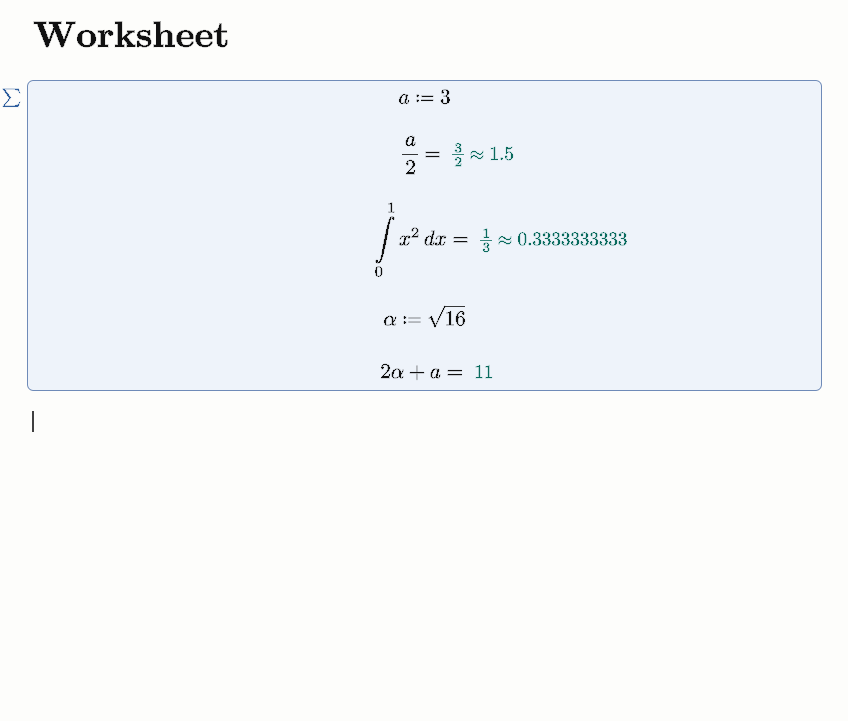 Worksheet
∑
a := 3
a/2 = 3/2 ≈ 1.5
∫₀¹ x² dx = 1/3 ≈ 0.3333333333
α := √16
2α + a = 11